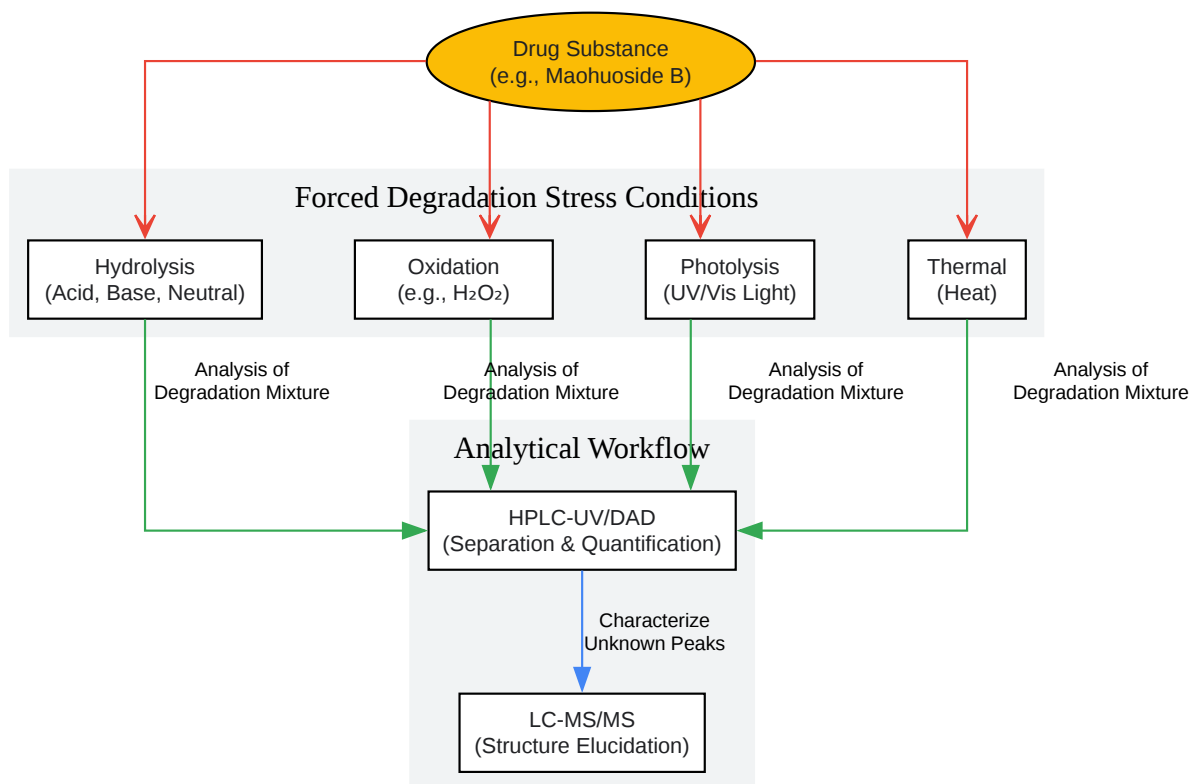 Drug Substance
(e.g., Maohuoside B)
Forced Degradation Stress Conditions
Hydrolysis
(Acid, Base, Neutral)
Oxidation
(e.g., H₂O₂)
Photolysis
(UV/Vis Light)
Thermal
(Heat)
Analysis of
Degradation Mixture
Analysis of
Degradation Mixture
Analysis of
Degradation Mixture
Analysis of
Degradation Mixture
Analytical Workflow
HPLC-UV/DAD
(Separation & Quantification)
Characterize
Unknown Peaks
LC-MS/MS
(Structure Elucidation)